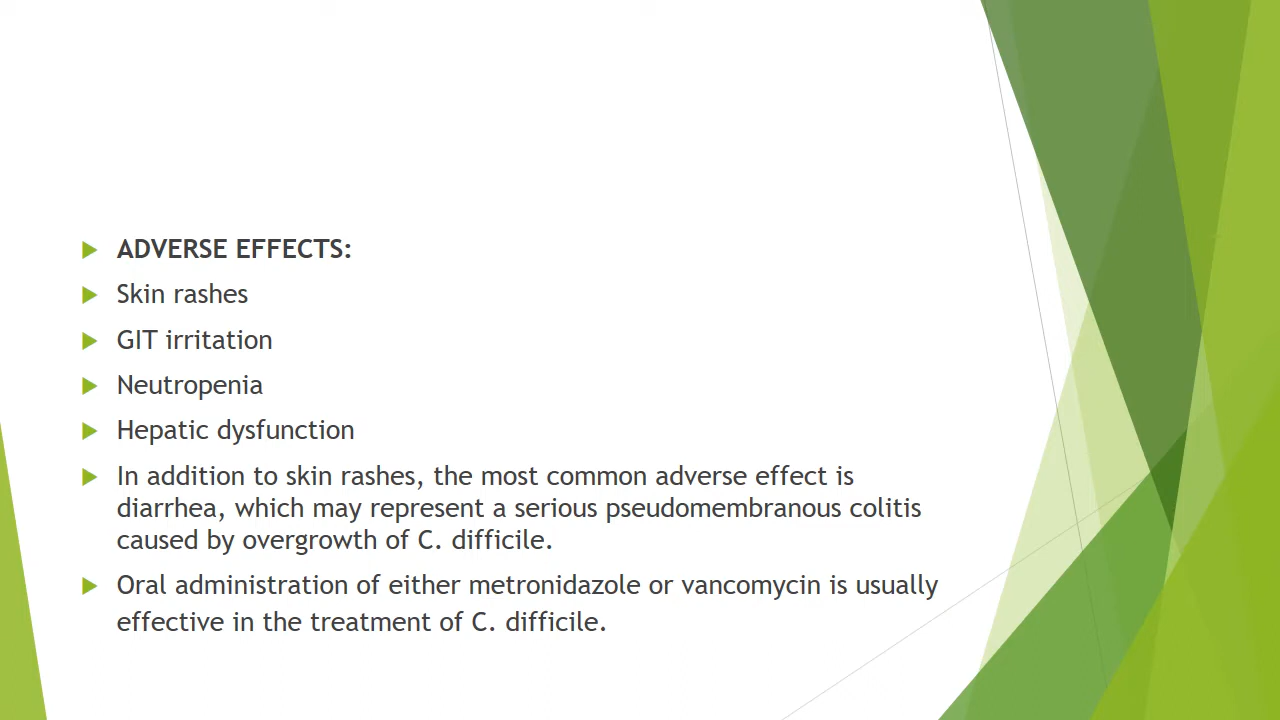 ADVERSE EFFECTS:
Skin rashes
GIT irritation
Neutropenia
Hepatic dysfunction
In addition to skin rashes, the most common adverse effect is
diarrhea, which may represent a serious pseudomembranous colitis
caused by overgrowth of C. difficile.
Oral administration of either metronidazole or vancomycin is usually
effective in the treatment of C. difficile.